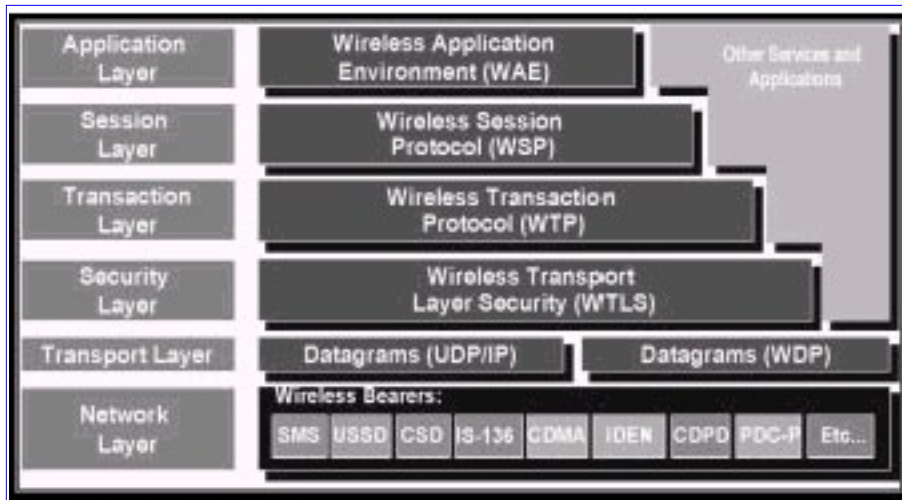 Application
Layer
Wireless Application
Environment (WAE)
Other Services and
Applications
Session
Layer
Wireless Session
Protocol (WSP)
Transaction
Layer
Wireless Transaction
Protocol (WTP)
Security
Layer
Wireless Transport
Layer Security (WTLS)
Transport Layer
Datagrams (UDP/IP)
Datagrams (WDP)
Network
Layer
Wireless Bearers:
SMS USSD CSD IS-136 CDMA IDEN CDPD PDC-P Etc...